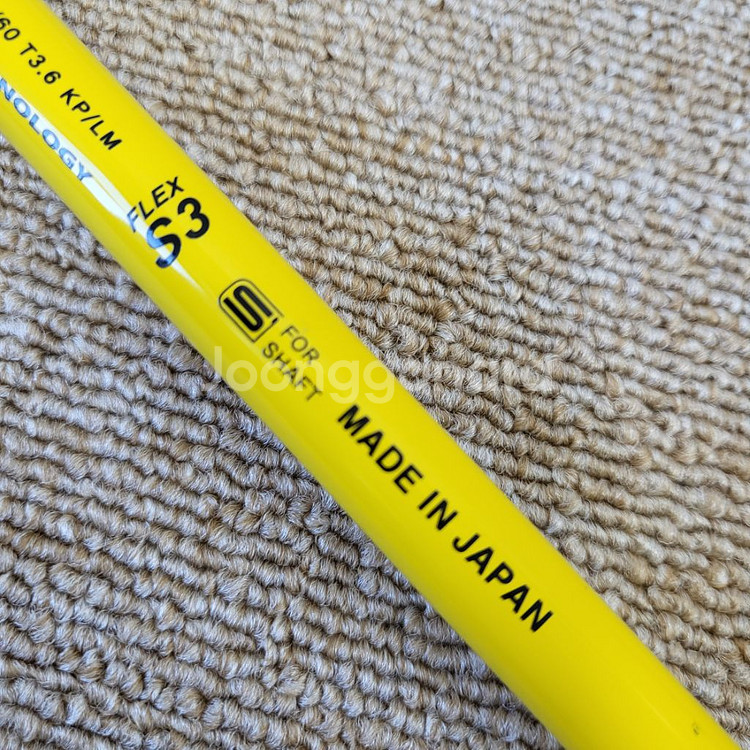 60 T3.6 KP/LM
NOLOGY
FLEX
S3
S
FOR
SHAFT
MADE IN JAPAN